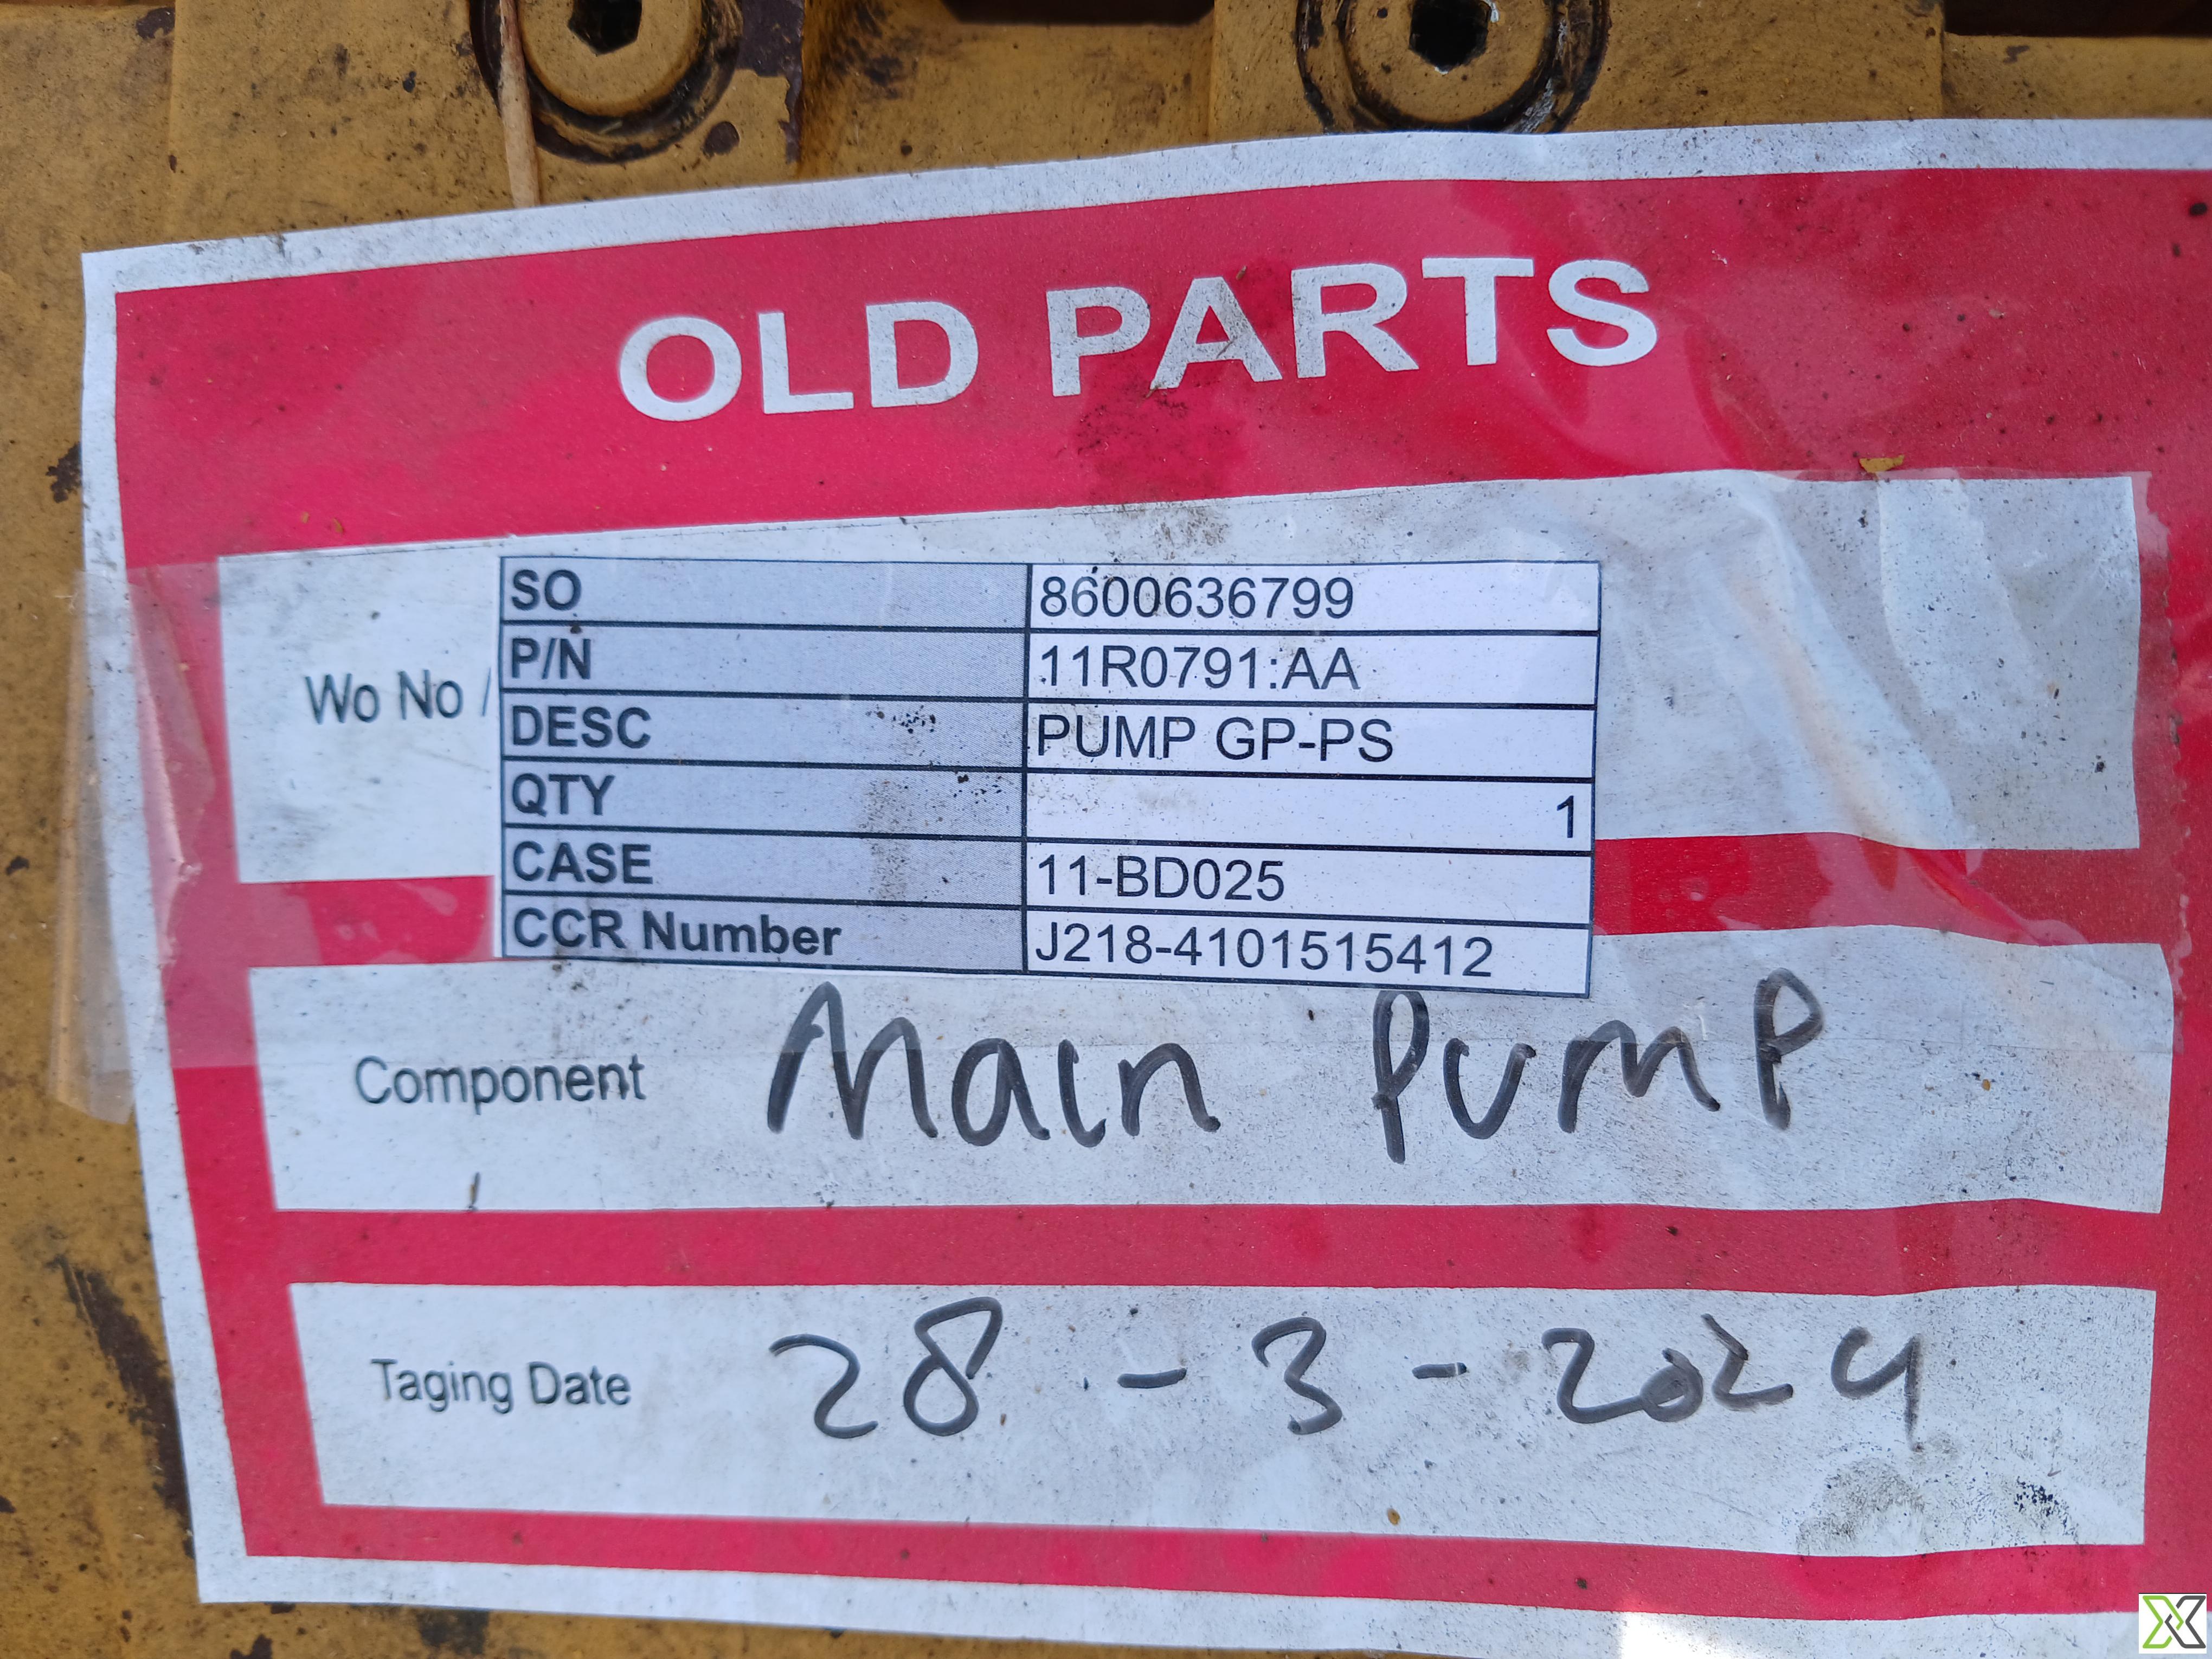 OLD PARTS
Wo No /
SO 8600636799
P/N 11R0791:AA
DESC PUMP GP-PS
QTY 1
CASE 11-BD025
CCR Number J218-4101515412
Component Main Pump
Taging Date 28-3-2024